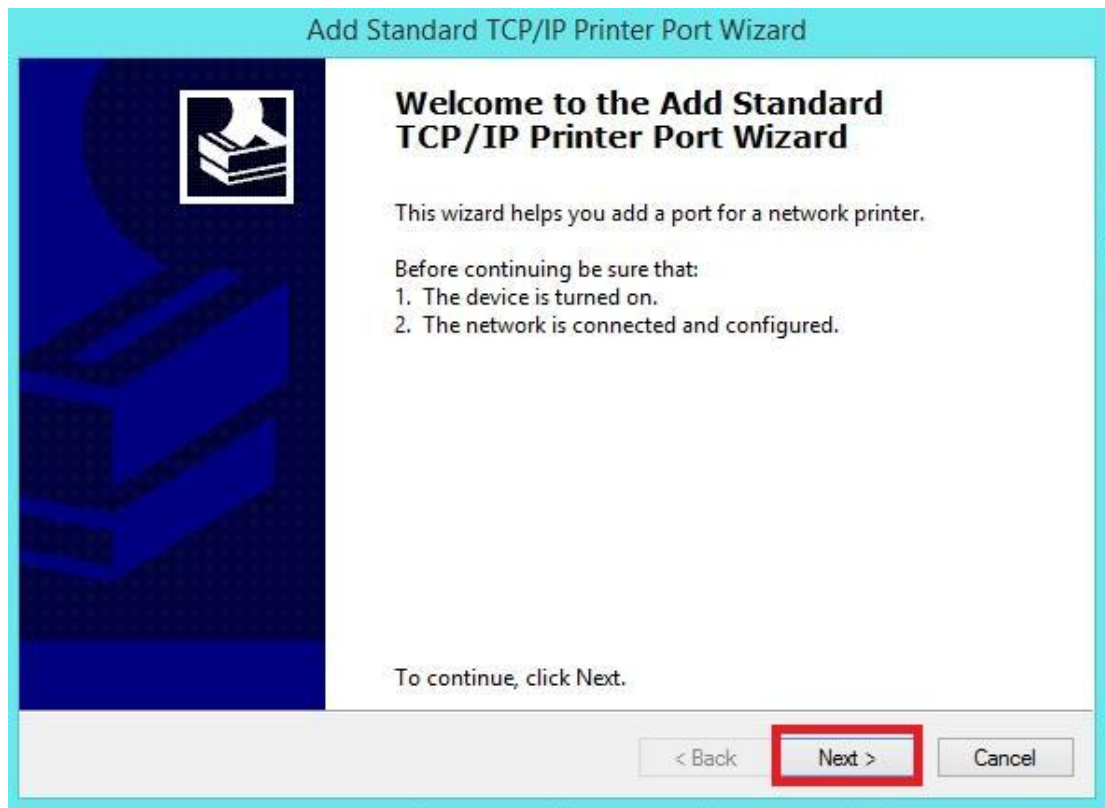 Add Standard TCP/IP Printer Port Wizard
Welcome to the Add Standard
TCP/IP Printer Port Wizard
This wizard helps you add a port for a network printer.
Before continuing be sure that:
1. The device is turned on.
2. The network is connected and configured.
To continue, click Next.
< Back Next > Cancel